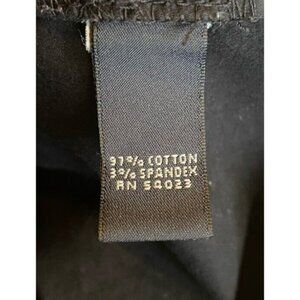 97% COTTON
3% SPANDEX
RN 54023